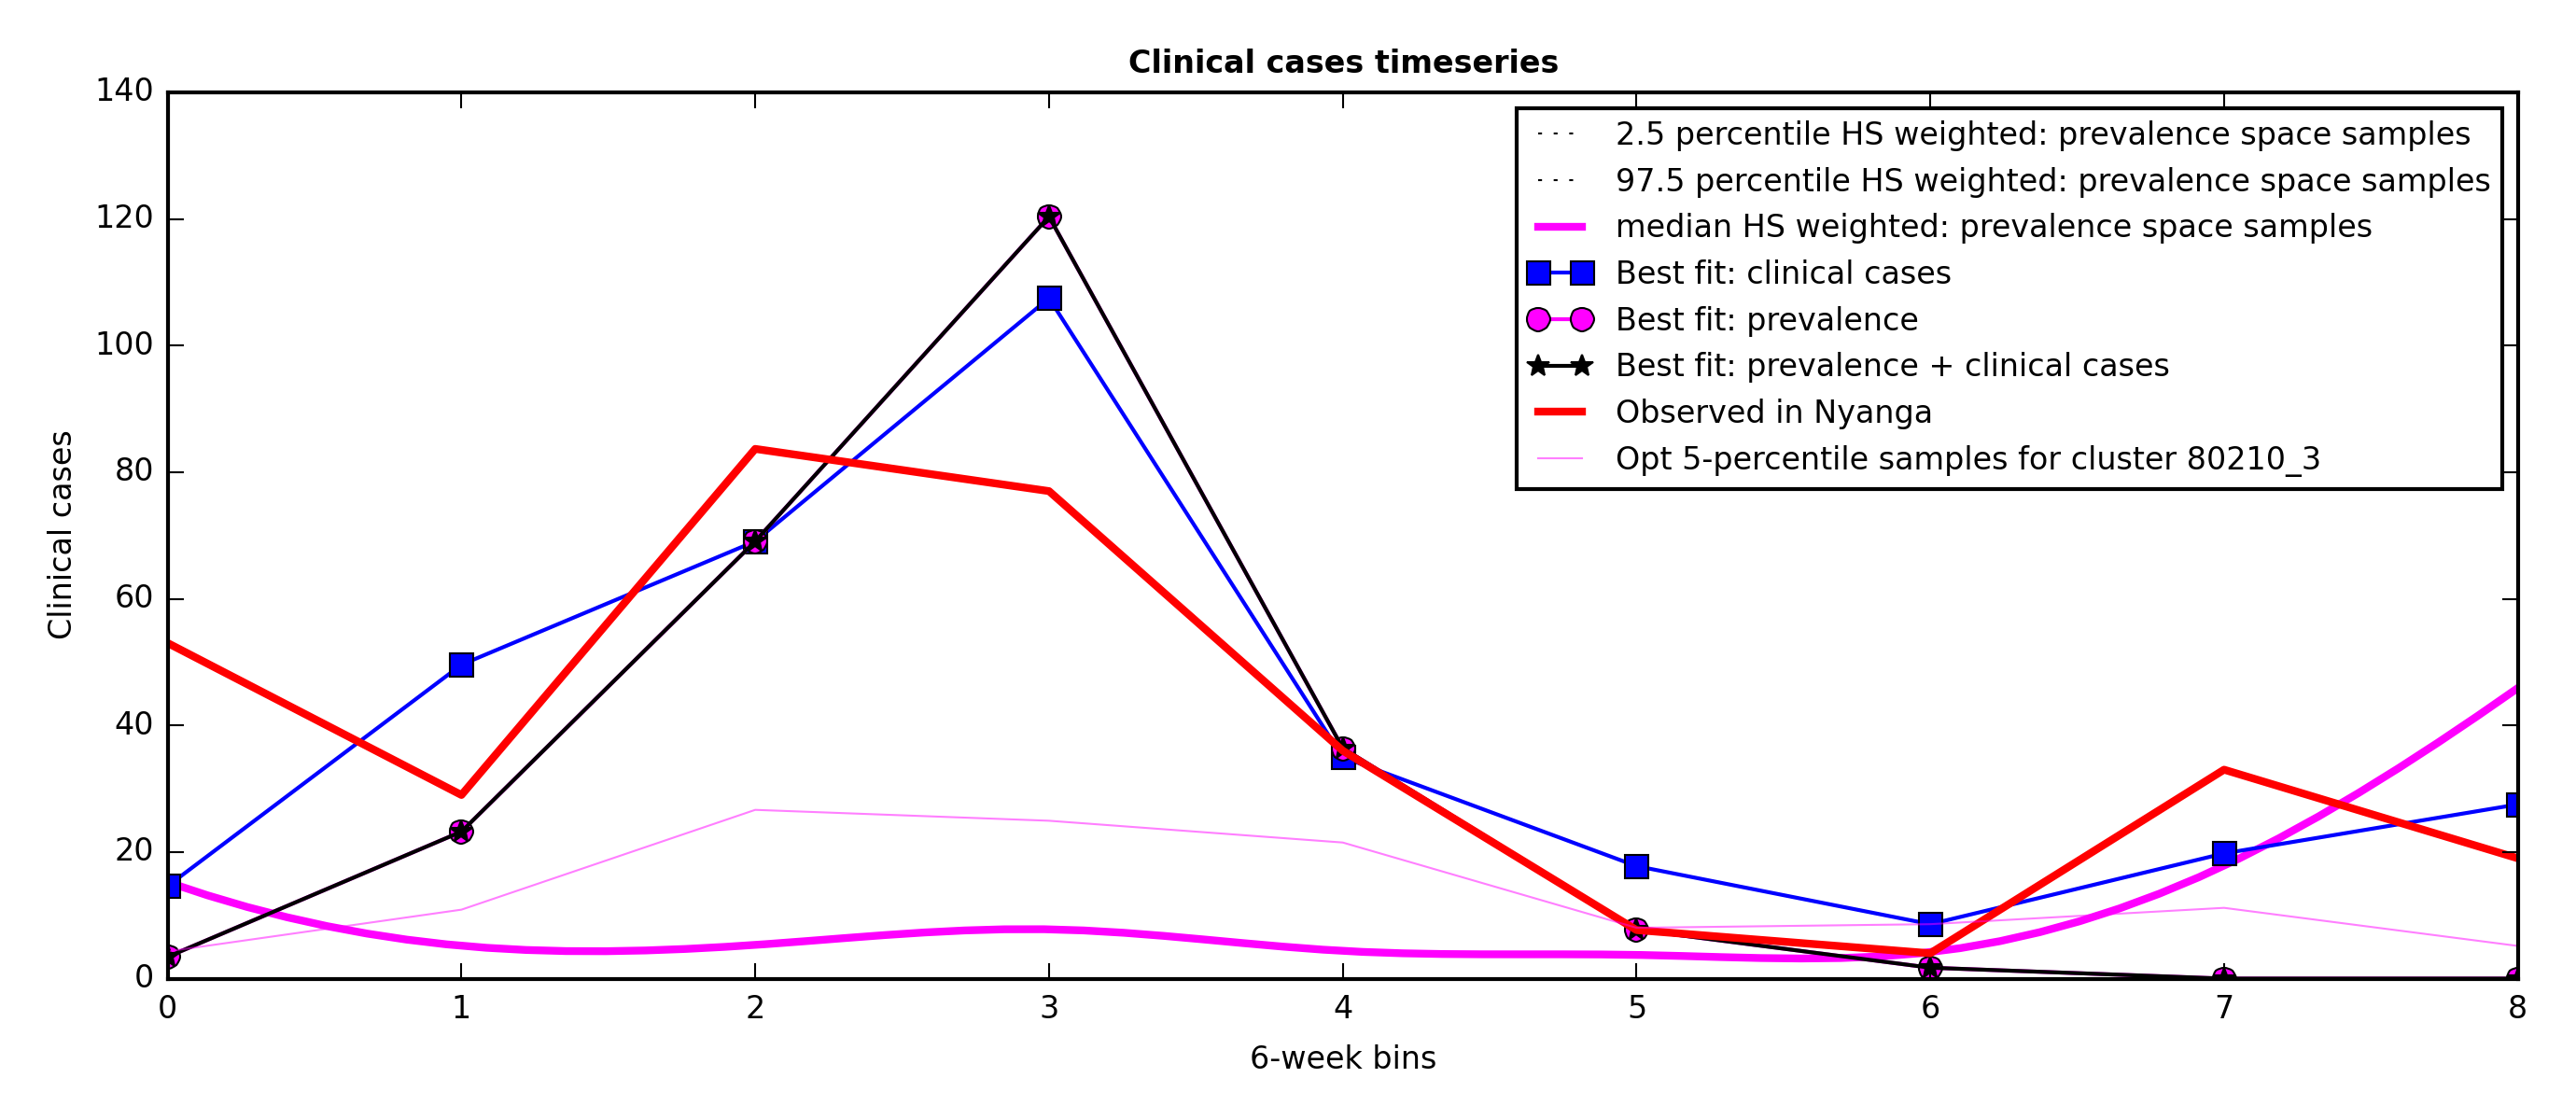 Clinical cases timeseries
140
120
100
80
60
40
20
0
Clinical cases
2.5 percentile HS weighted: prevalence space samples
97.5 percentile HS weighted: prevalence space samples
median HS weighted: prevalence space samples
Best fit: clinical cases
Best fit: prevalence
Best fit: prevalence + clinical cases
Observed in Nyanga
Opt 5-percentile samples for cluster 80210_3
0 1 2 3 4 5 6 7 8
6-week bins